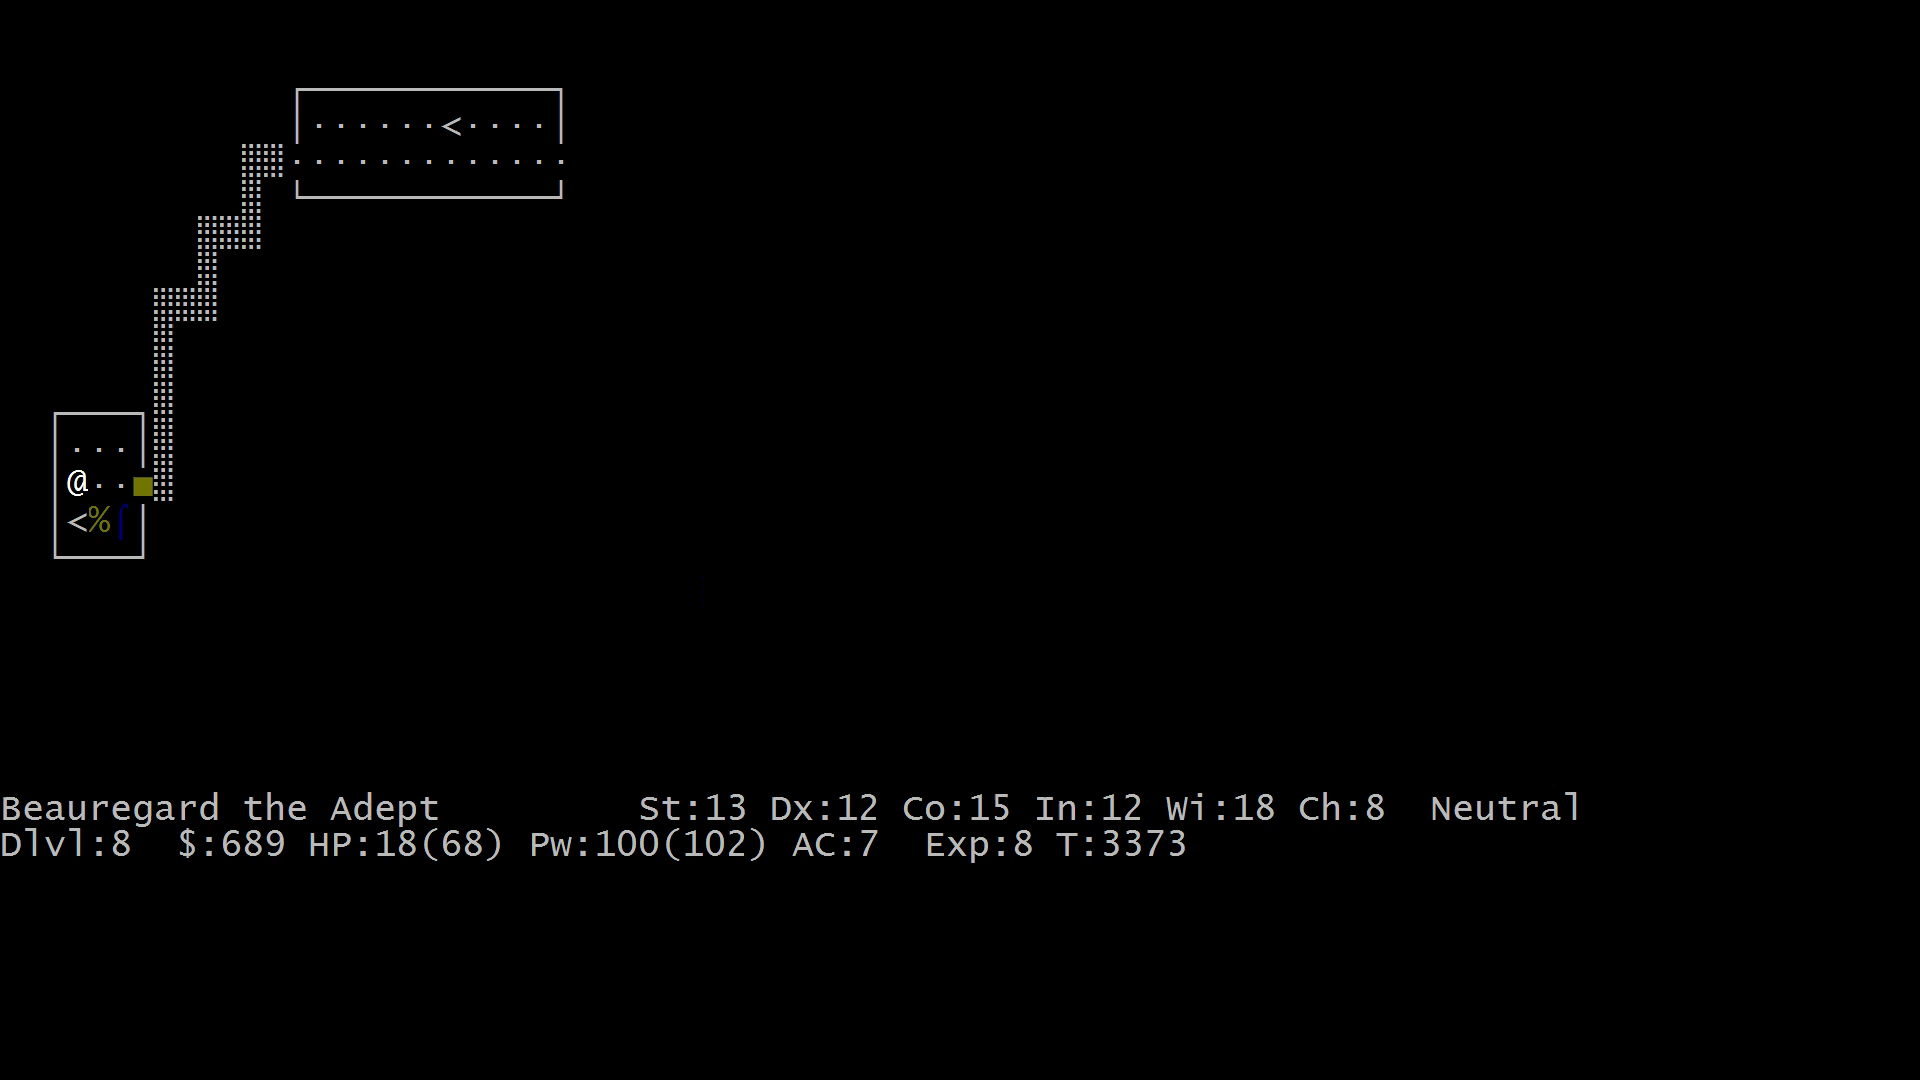 |......<....|
.............
|...|
|@..
|<%⌠|
Beauregard the Adept St:13 Dx:12 Co:15 In:12 Wi:18 Ch:8 Neutral
Dlvl:8 $:689 HP:18(68) Pw:100(102) AC:7 Exp:8 T:3373